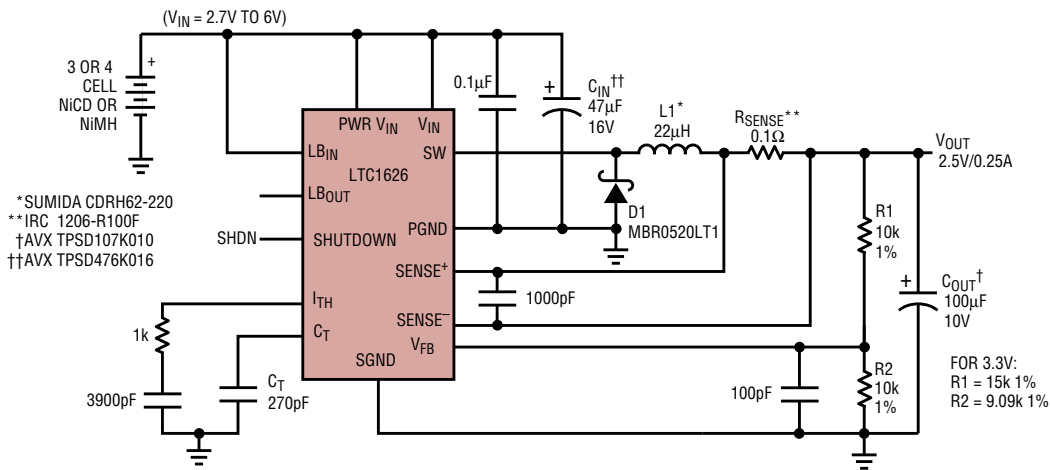 (VIN = 2.7V TO 6V)
3 OR 4
CELL
NiCD OR
NiMH
+
0.1µF
+
CIN††
47µF
16V
PWR VIN
VIN
LBIN
SW
LTC1626
LBOUT
SHDN
SHUTDOWN
PGND
SENSE+
ITH
SENSE–
CT
VFB
SGND
L1*
22µH
RSENSE**
0.1Ω
VOUT
2.5V/0.25A
D1
MBR0520LT1
R1
10k
1%
+
COUT†
100µF
10V
1000pF
*SUMIDA CDRH62-220
**IRC 1206-R100F
†AVX TPSD107K010
††AVX TPSD476K016
1k
3900pF
CT
270pF
100pF
R2
10k
1%
FOR 3.3V:
R1 = 15k 1%
R2 = 9.09k 1%